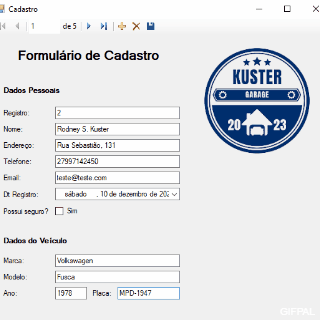 Cadastro
1 de 5
Formulário de Cadastro
KUSTER
GARAGE
20 23
Dados Pessoais
Registro: 2
Nome: Rodney S. Kuster
Endereço: Rua Sebastião, 131
Telefone: 27997142450
Email: teste@teste.com
Dt Registro: sábado , 10 de dezembro de 202
Possui seguro? Sim
Dados do Veículo
Marca: Volkswagen
Modelo: Fusca
Ano: 1978 Placa: MPD-1947
GIFPAL